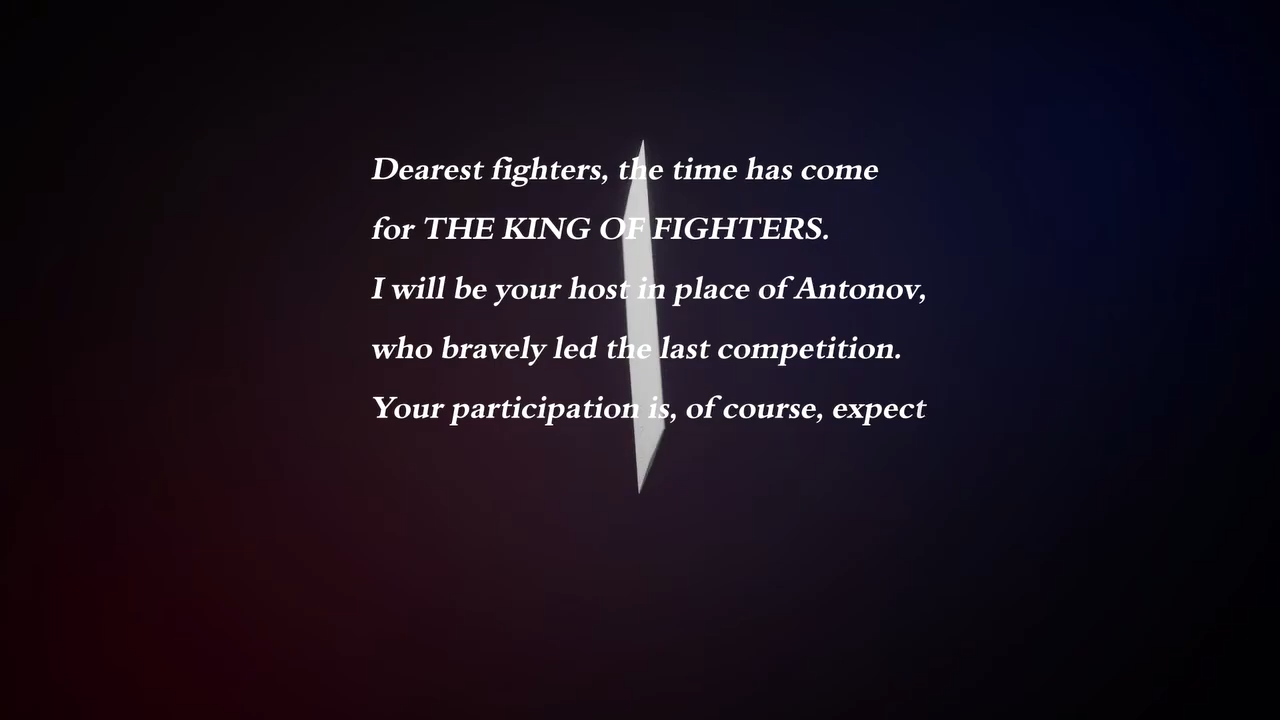 Dearest fighters, the time has come
for THE KING OF FIGHTERS.
I will be your host in place of Antonov,
who bravely led the last competition.
Your participation is, of course, expect